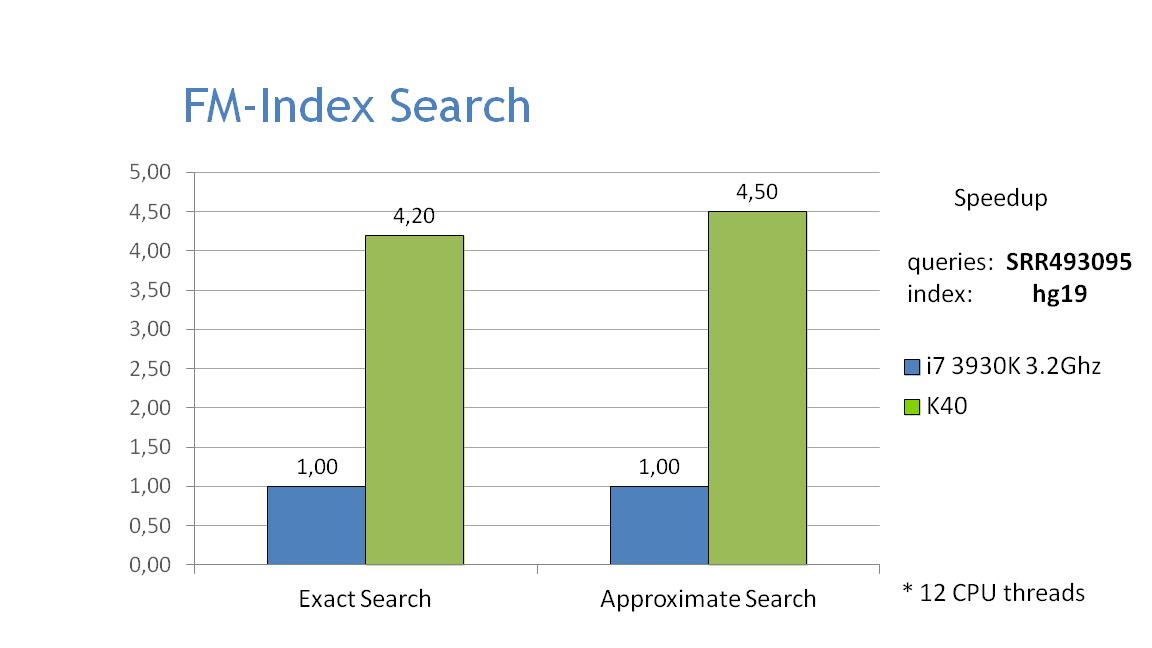 FM-Index Search
5,00
4,50
4,00
3,50
3,00
2,50
2,00
1,50
1,00
0,50
0,00
1,00
4,20
1,00
4,50
Exact Search
Approximate Search
Speedup
queries: SRR493095
index: hg19
i7 3930K 3.2Ghz
K40
* 12 CPU threads